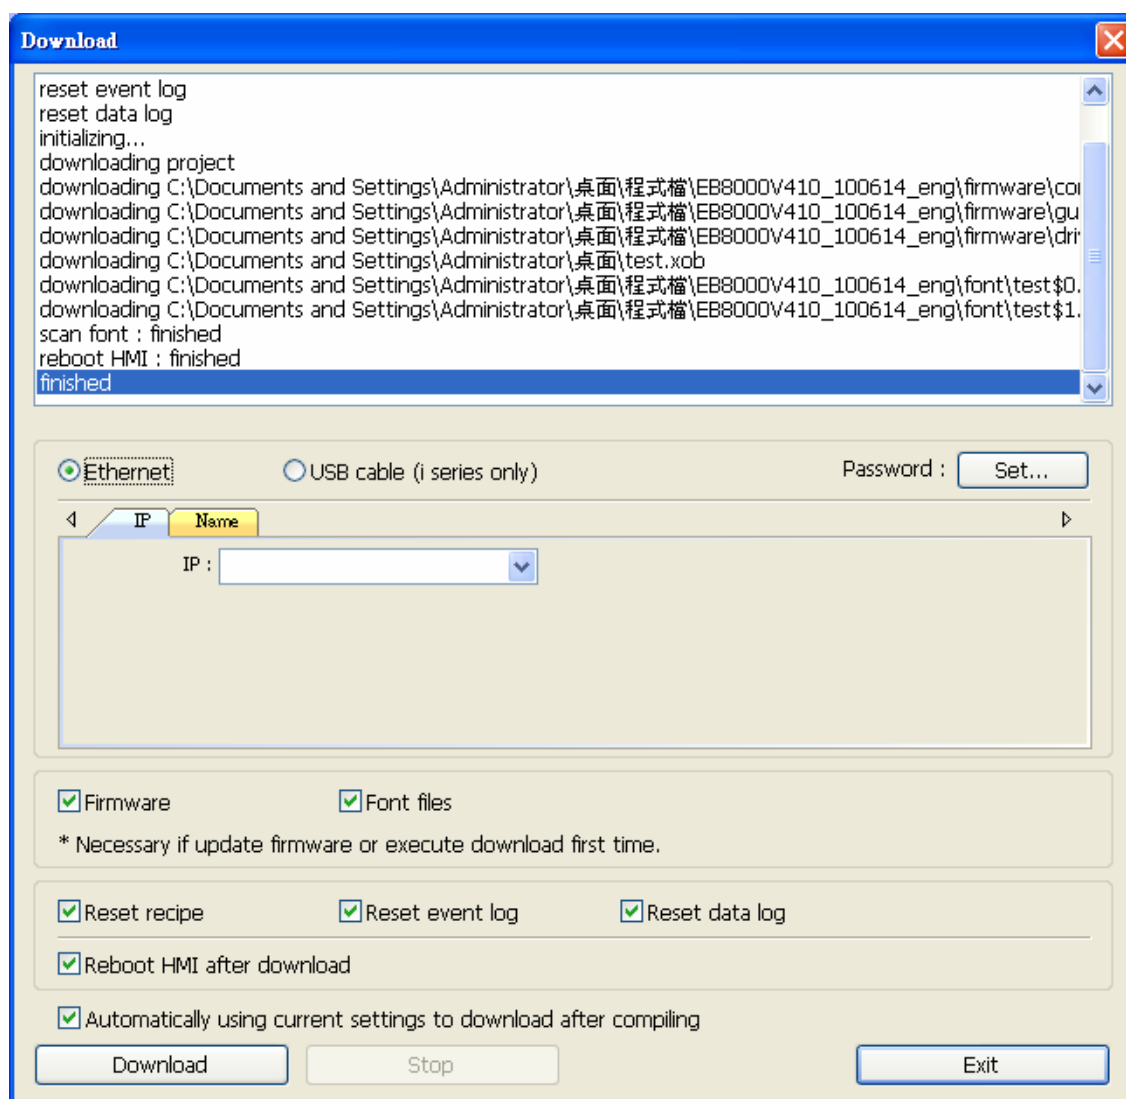 Download
reset event log
reset data log
initializing...
downloading project
downloading C:\Documents and Settings\Administrator\桌面\程式檔\EB8000V410_100614_eng\firmware\co
downloading C:\Documents and Settings\Administrator\桌面\程式檔\EB8000V410_100614_eng\firmware\gu
downloading C:\Documents and Settings\Administrator\桌面\程式檔\EB8000V410_100614_eng\firmware\dri
downloading C:\Documents and Settings\Administrator\桌面\test.xob
downloading C:\Documents and Settings\Administrator\桌面\程式檔\EB8000V410_100614_eng\font\test$0.
downloading C:\Documents and Settings\Administrator\桌面\程式檔\EB8000V410_100614_eng\font\test$1.
scan font : finished
reboot HMI : finished
finished
Ethernet USB cable (i series only) Password : Set...
IP Name
IP :
Firmware Font files
* Necessary if update firmware or execute download first time.
Reset recipe Reset event log Reset data log
Reboot HMI after download
Automatically using current settings to download after compiling
Download Stop Exit